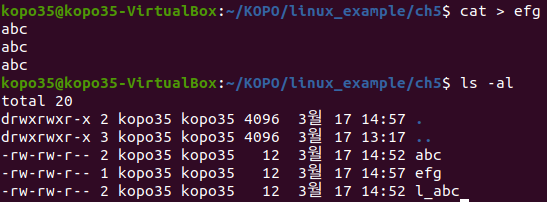 kopo35@kopo35-VirtualBox:~/KOPO/linux_example/ch5$ cat > efg
abc
abc
abc
kopo35@kopo35-VirtualBox:~/KOPO/linux_example/ch5$ ls -al
total 20
drwxrwxr-x 2 kopo35 kopo35 4096  3월 17 14:57 .
drwxrwxr-x 3 kopo35 kopo35 4096  3월 17 13:17 ..
-rw-rw-r-- 2 kopo35 kopo35   12  3월 17 14:52 abc
-rw-rw-r-- 1 kopo35 kopo35   12  3월 17 14:57 efg
-rw-rw-r-- 2 kopo35 kopo35   12  3월 17 14:52 l_abc